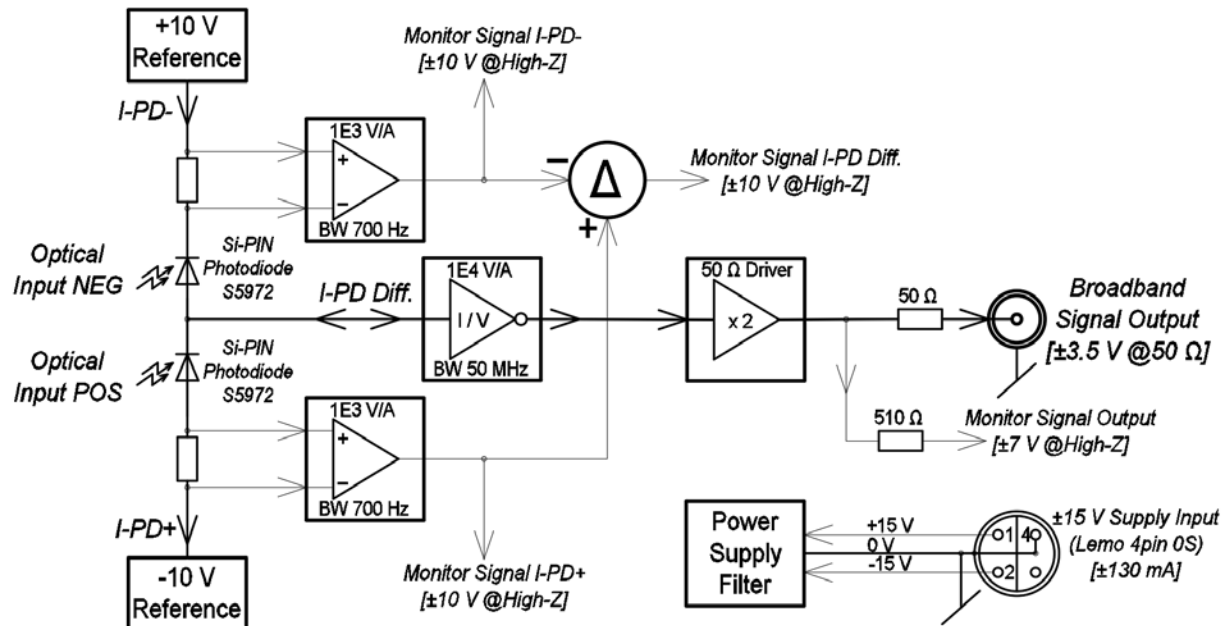 +10 V
Reference
I-PD-
Monitor Signal I-PD-
[±10 V @High-Z]
1E3 V/A
+
−
BW 700 Hz
−
Δ
+
Monitor Signal I-PD Diff.
[±10 V @High-Z]
Optical
Input NEG
Si-PIN
Photodiode
S5972
I-PD Diff.
1E4 V/A
I / V
BW 50 MHz
50 Ω Driver
x 2
50 Ω
Broadband
Signal Output
[±3.5 V @50 Ω]
Optical
Input POS
Si-PIN
Photodiode
S5972
1E3 V/A
+
−
BW 700 Hz
510 Ω
Monitor Signal Output
[±7 V @High-Z]
I-PD+
-10 V
Reference
Monitor Signal I-PD+
[±10 V @High-Z]
Power
Supply
Filter
+15 V
0 V
-15 V
1
4
2
±15 V Supply Input
(Lemo 4pin 0S)
[±130 mA]